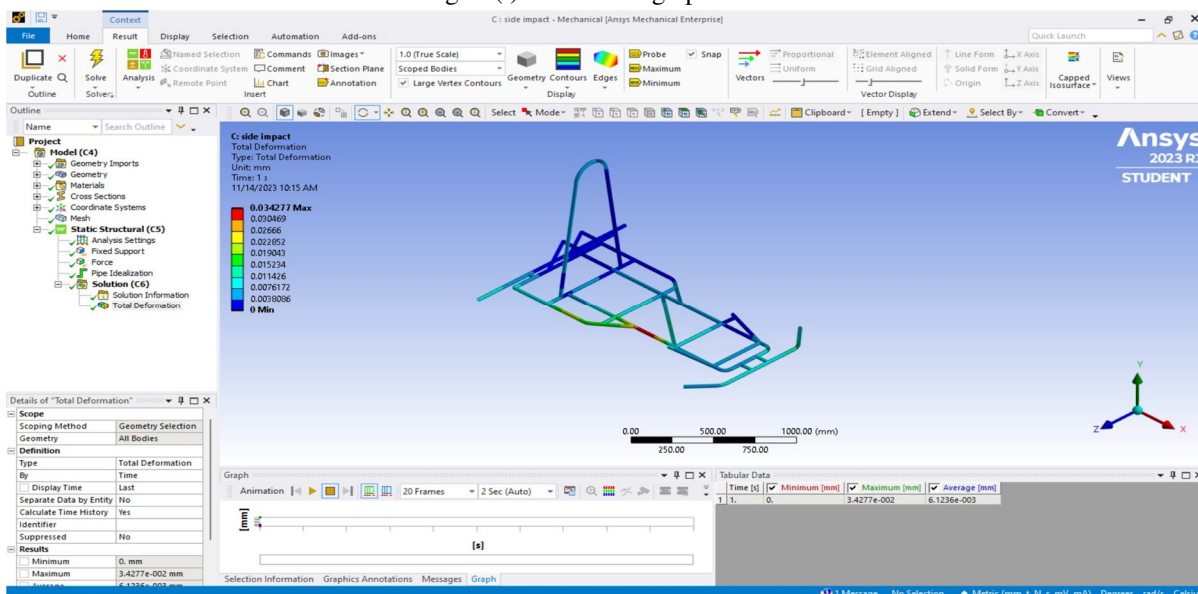 C : side impact - Mechanical [Ansys Mechanical Enterprise]
Context
File Home Result Display Selection Automation Add-ons
Quick Launch
Duplicate Q
Outline
Solve
Solvers
Analysis
Named Selection
Coordinate System
Remote Point
Commands
Comment
Chart
Images
Section Plane
Annotation
Insert
1.0 (True Scale)
Scoped Bodies
Large Vertex Contours
Geometry Contours Edges
Display
Probe
Maximum
Minimum
Snap
Vectors
Proportional
Uniform
Element Aligned
Grid Aligned
Line Form
Solid Form
Origin
X Axis
Y Axis
Z Axis
Vector Display
Capped
Isosurface
Views
Outline
Name Search Outline
Select Mode Clipboard [ Empty ] Extend Select By Convert
Project
Model (C4)
Geometry Imports
Geometry
Materials
Cross Sections
Coordinate Systems
Mesh
Static Structural (C5)
Analysis Settings
Fixed Support
Force
Pipe Idealization
Solution (C6)
Solution Information
Total Deformation
C: side impact
Total Deformation
Type: Total Deformation
Unit: mm
Time: 1 s
11/14/2023 10:15 AM
0.034277 Max
0.030469
0.02666
0.022852
0.019043
0.015234
0.011426
0.0076172
0.0038086
0 Min
Ansys
2023 R
STUDENT
0.00 500.00 1000.00 (mm)
250.00 750.00
Y
Z X
Details of "Total Deformation"
Scope
Scoping Method Geometry Selection
Geometry All Bodies
Definition
Type Total Deformation
By Time
Display Time Last
Separate Data by Entity No
Calculate Time History Yes
Identifier
Suppressed No
Results
Minimum 0. mm
Maximum 3.4277e-002 mm
Average 6.1236e-003 mm
Graph
Animation 20 Frames 2 Sec (Auto)
[mm]
[s]
Selection Information Graphics Annotations Messages Graph
Tabular Data
Time [s] Minimum [mm] Maximum [mm] Average [mm]
1 1. 0. 3.4277e-002 6.1236e-003
1 Message No Selection Metric (mm, t, N, s, mV, mA) Degrees rad/s Celsi